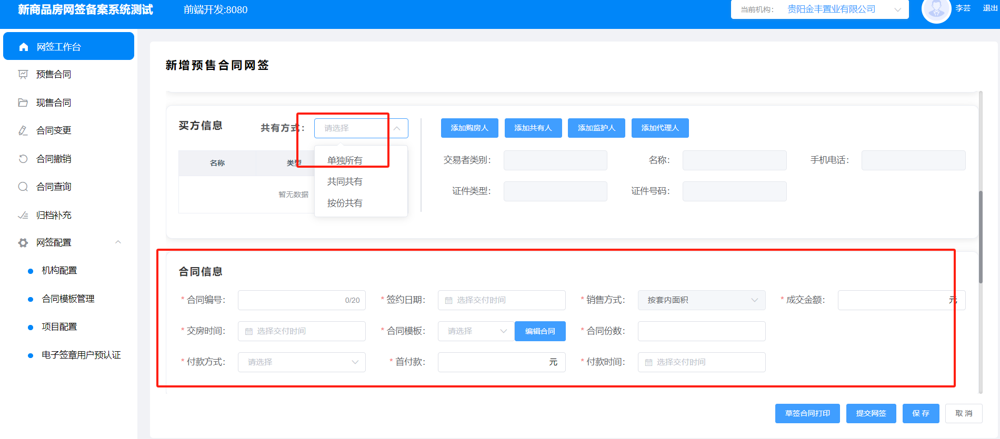 新商品房网签备案系统测试 前端开发:8080 当前机构： 贵阳金丰置业有限公司 李芸 退出
网签工作台
预售合同
现售合同
合同变更
合同撤销
合同查询
归档补充
网签配置
机构配置
合同模板管理
项目配置
电子签章用户预认证
新增预售合同网签
买方信息 共有方式： 请选择
单独所有
共同共有
按份共有
名称 类型
暂无数据
添加购房人 添加共有人 添加监护人 添加代理人
交易者类别： 名称： 手机电话：
证件类型： 证件号码：
合同信息
* 合同编号： 0/20 * 签约日期： 选择交付时间 * 销售方式： 按套内面积 * 成交金额： 元
* 交房时间： 选择交付时间 * 合同模板： 请选择 编辑合同 * 合同份数：
* 付款方式： 请选择 * 首付款： 元 * 付款时间： 选择交付时间
草签合同打印 提交网签 保 存 取 消